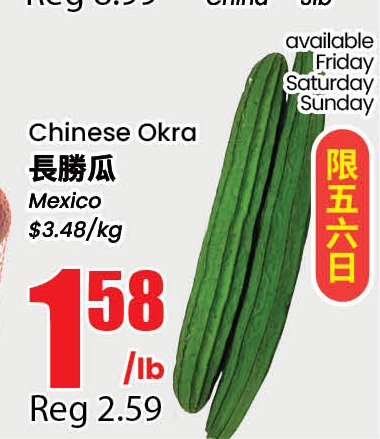 available
Friday
Saturday
Sunday
Chinese Okra
長勝瓜
Mexico
$3.48/kg
1.58
/lb
Reg 2.59
限五六日